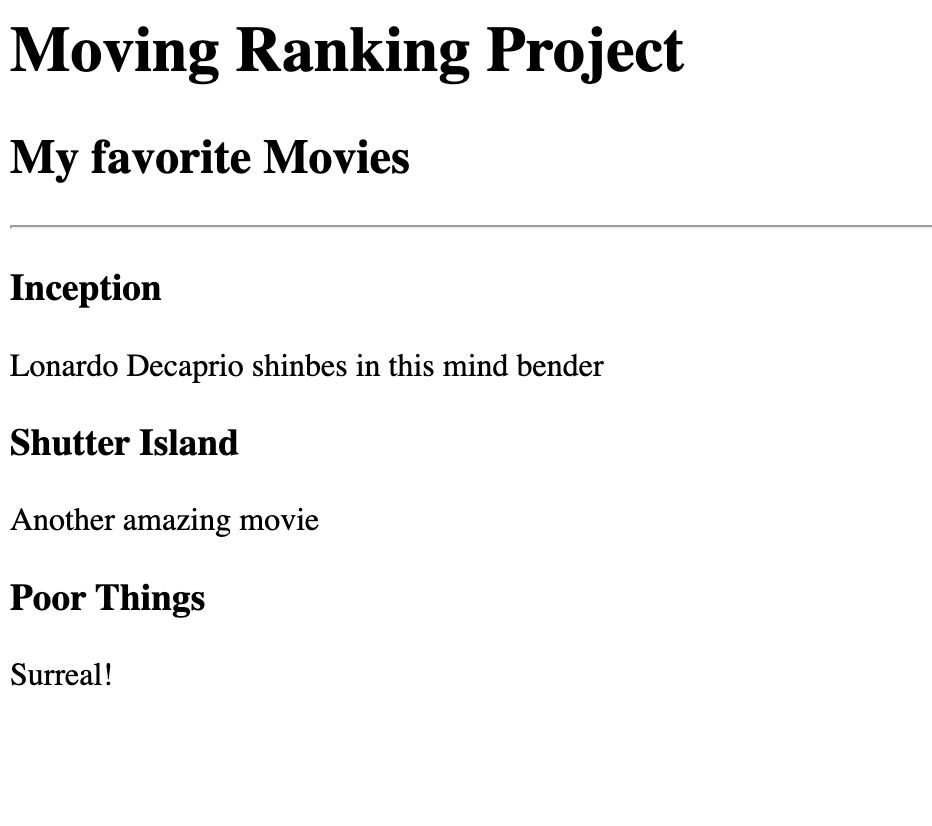 Moving Ranking Project
My favorite Movies
Inception
Lonardo Decaprio shinbes in this mind bender
Shutter Island
Another amazing movie
Poor Things
Surreal!